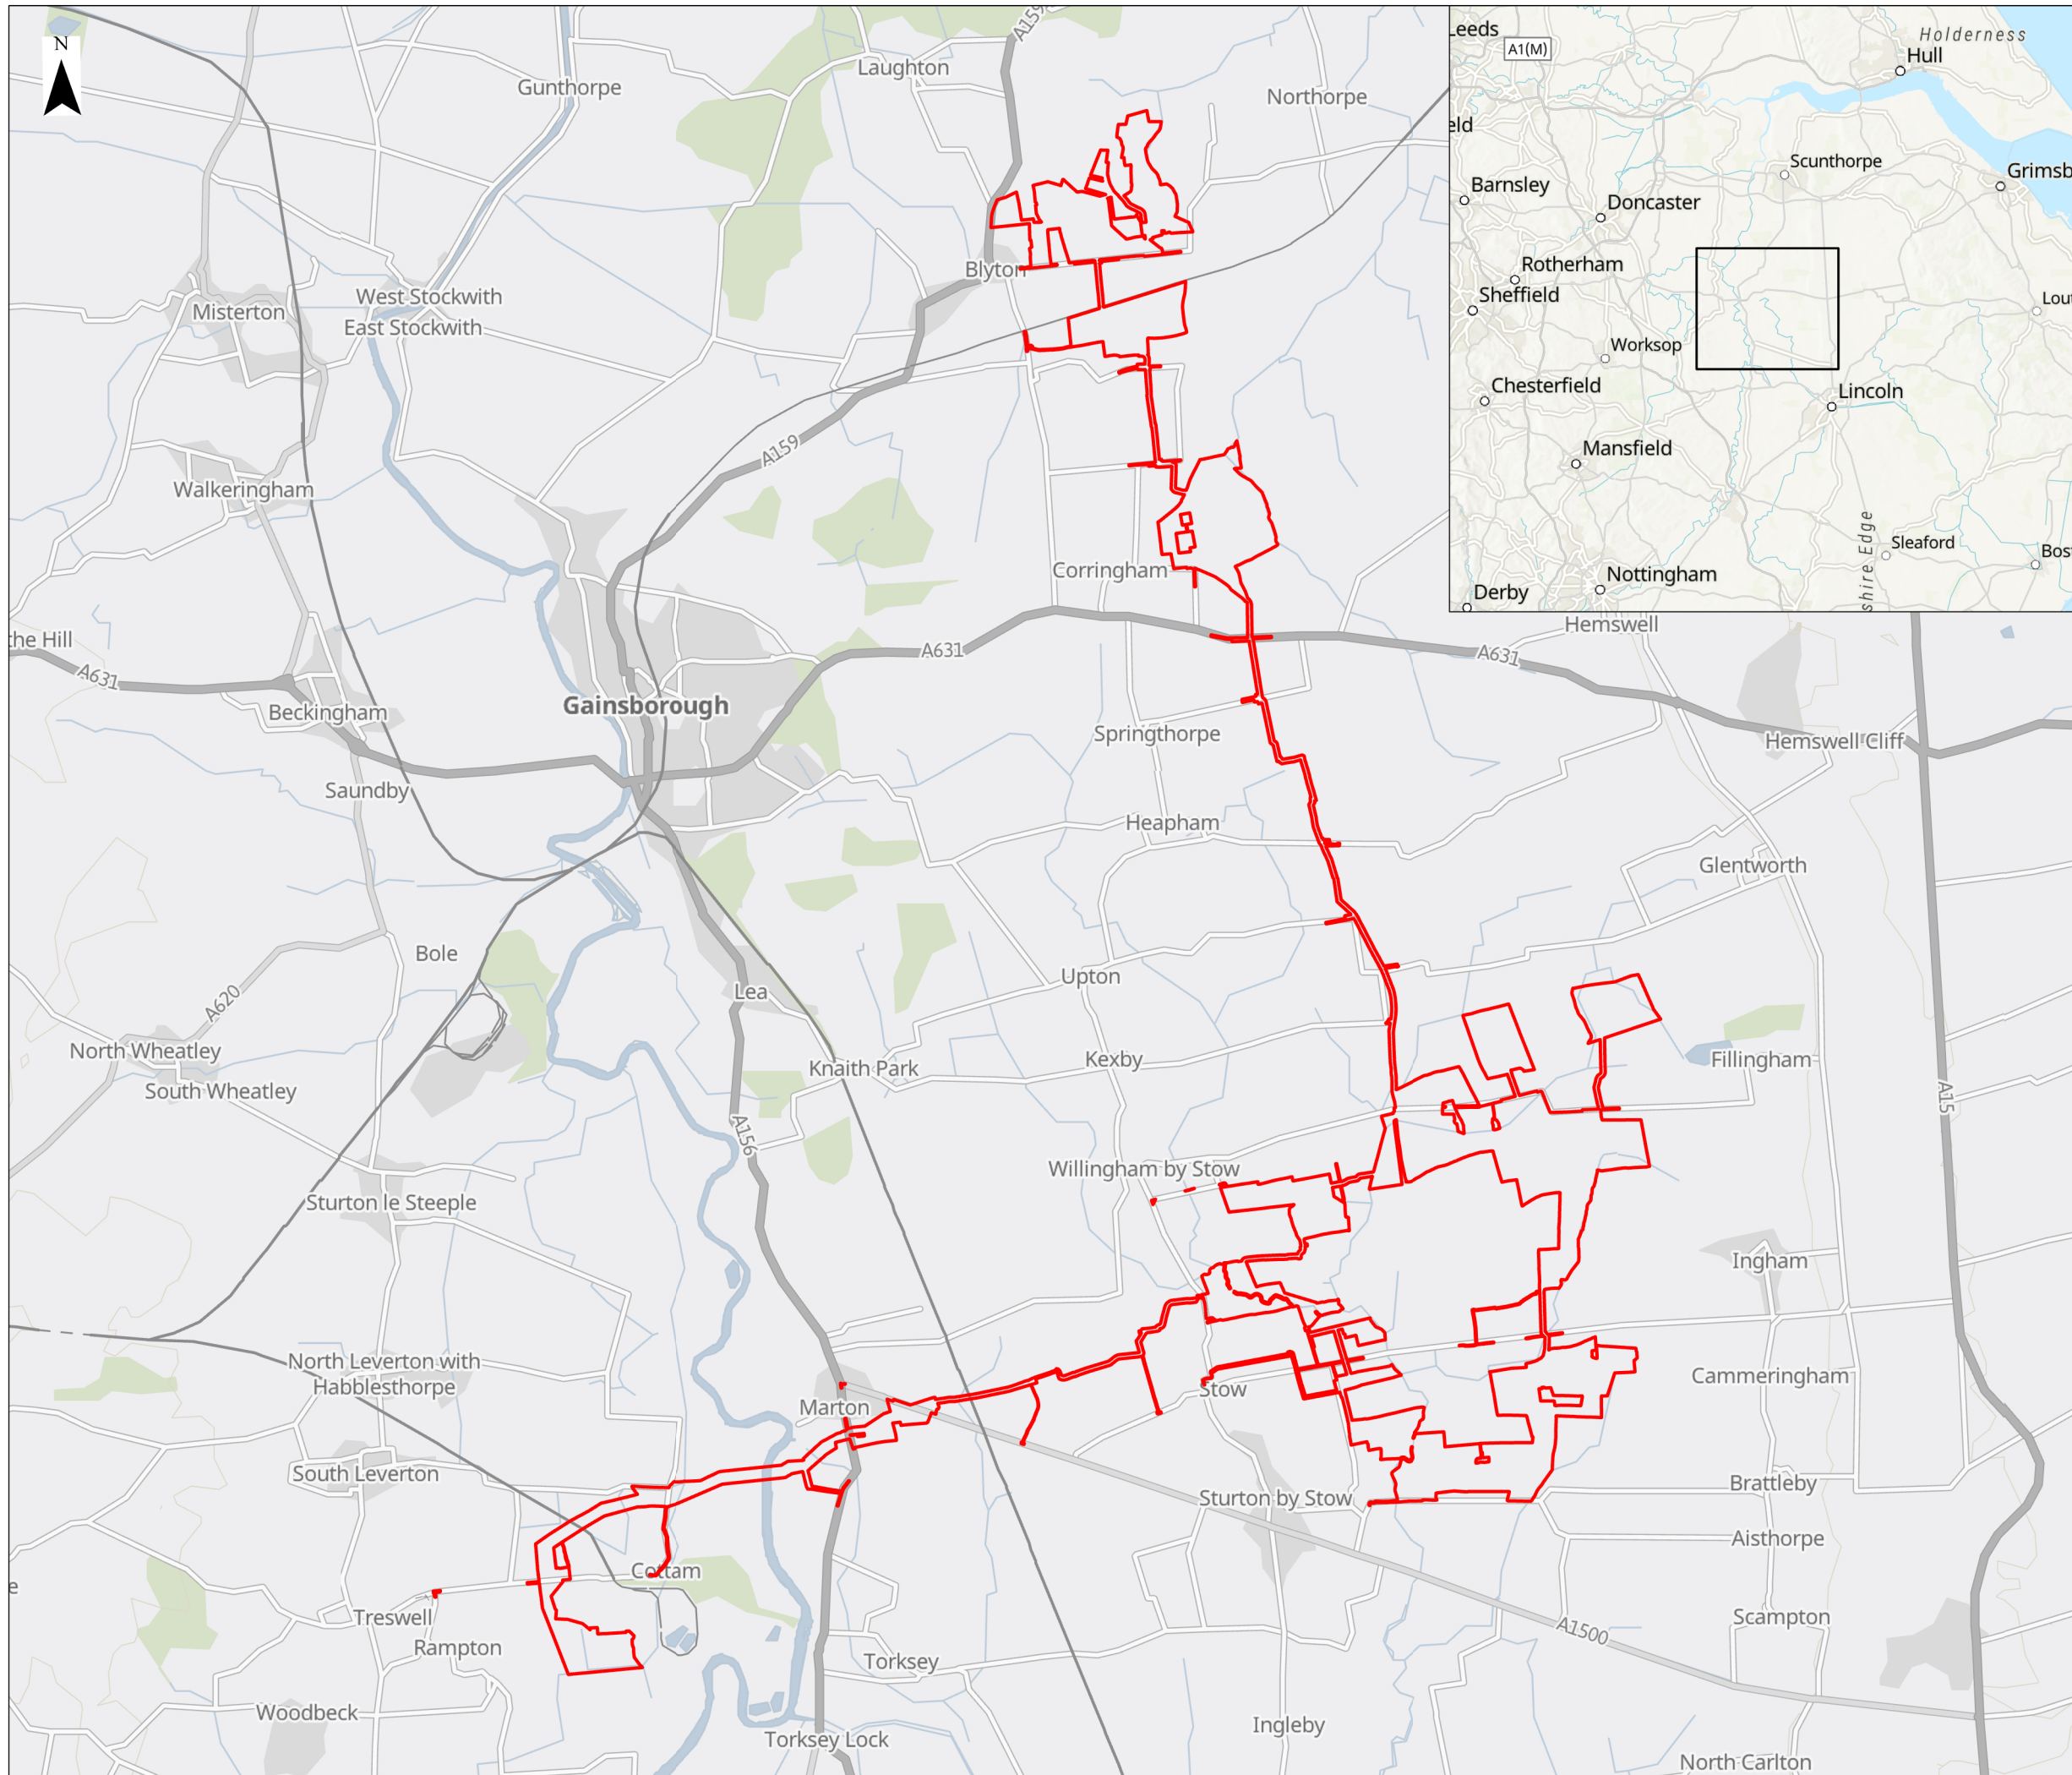 N
A159
Laughton
Gunthorpe
Northorpe
Blyton
West Stockwith
Misterton
East Stockwith
A159
Walkeringham
Corringham
the Hill
A631
A631
A631
Hemswell
Beckingham
Gainsborough
Springthorpe
Hemswell Cliff
Saundby
Heapham
Glentworth
Bole
Upton
Lea
A620
North Wheatley
Knaith Park
Kexby
Fillingham
South Wheatley
A15
A156
Willingham by Stow
Sturton le Steeple
Ingham
North Leverton with
Habblesthorpe
Stow
Cammeringham
Marton
South Leverton
Sturton by Stow
Brattleby
Aisthorpe
Cottam
e
Treswell
Scampton
Rampton
A1500
Torksey
Woodbeck
Ingleby
Torksey Lock
North Carlton
Leeds
A1(M)
Holderness
Hull
eld
Scunthorpe
Barnsley
Grimsb
Doncaster
Rotherham
Sheffield
Lou
Worksop
Chesterfield
Lincoln
Mansfield
Sleaford
Bos
shire Edge
Nottingham
Derby